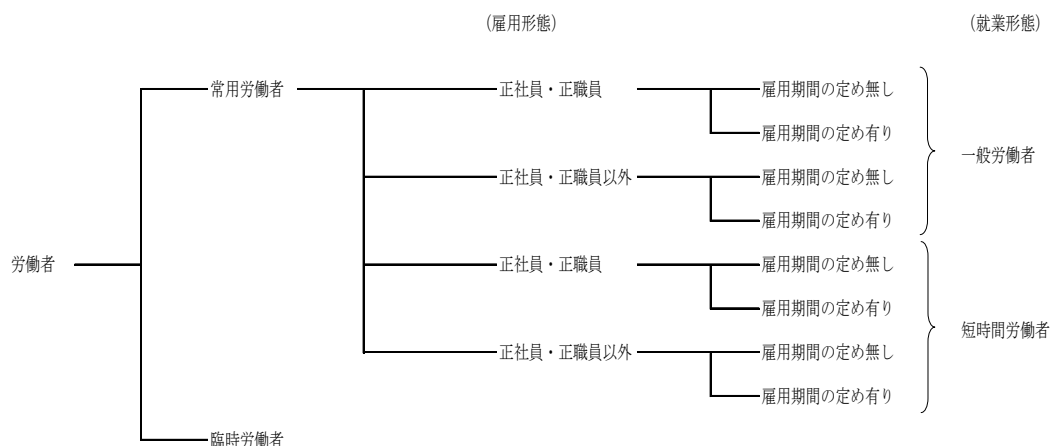 (雇用形態) (就業形態)
常用労働者 正社員・正職員 雇用期間の定め無し
雇用期間の定め有り
一般労働者
正社員・正職員以外 雇用期間の定め無し
雇用期間の定め有り
労働者 正社員・正職員 雇用期間の定め無し
雇用期間の定め有り
短時間労働者
正社員・正職員以外 雇用期間の定め無し
雇用期間の定め有り
臨時労働者